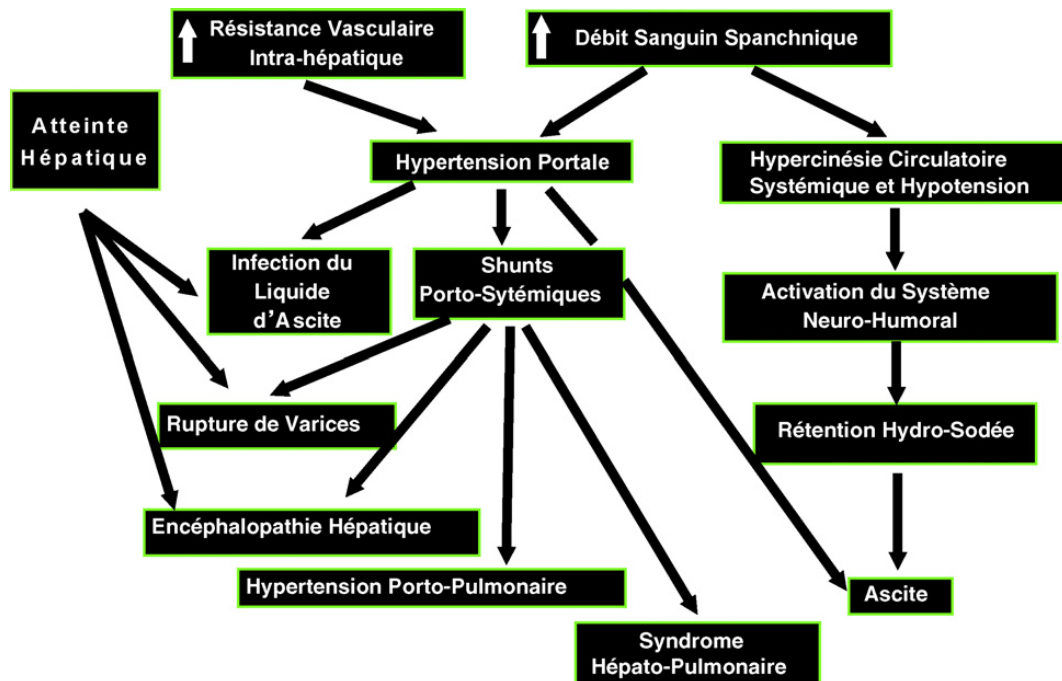 Résistance Vasculaire
Intra-hépatique
Débit Sanguin Spanchnique
Atteinte
Hépatique
Hypertension Portale
Hypercinésie Circulatoire
Systémique et Hypotension
Infection du
Liquide
d'Ascite
Shunts
Porto-Sytémiques
Activation du Système
Neuro-Humoral
Rupture de Varices
Rétention Hydro-Sodée
Encéphalopathie Hépatique
Hypertension Porto-Pulmonaire
Ascite
Syndrome
Hépato-Pulmonaire